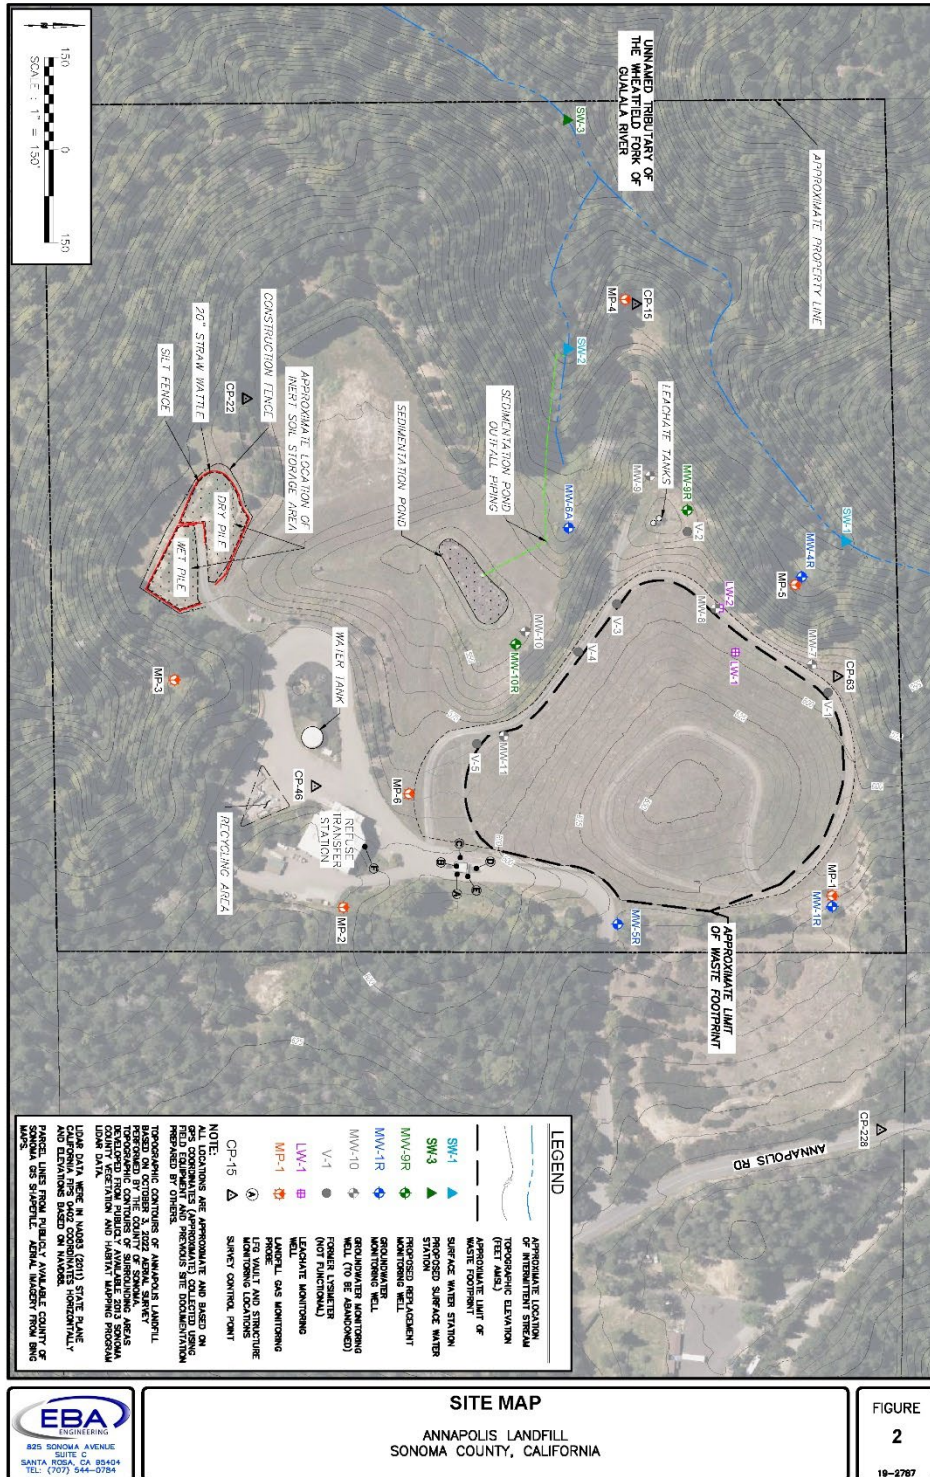 150
0
150
SCALE : 1" = 150'
UNNAMED TRIBUTARY OF
THE WHEATFIELD FORK OF
GUALALA RIVER
SW-3
APPROXIMATE PROPERTY LINE
CP-15
MP-4
SW-2
LEACHATE TANKS
SEDIMENTATION POND
OUTFALL PIPING
SEDIMENTATION POND
APPROXIMATE LOCATION OF
INERT SOIL STORAGE AREA
CONSTRUCTION FENCE
20" STRAW WATTLE
SILT FENCE
CP-22
DRY PILE
WET PILE
MW-6A
MW-9
MW-9R
V-2
SW-1
MW-4R
MP-5
LW-2
MW-8
LW-1
MW-7
CP-63
V-1
V-3
V-4
MW-10
MW-10R
MW-11
V-5
MP-3
WATER TANK
MP-6
CP-46
RECYCLING AREA
REFUSE
TRANSFER
STATION
F
C
B
A
D
E
MP-2
MW-5R
MP-1
MW-1R
APPROXIMATE LIMIT
OF WASTE FOOTPRINT
CP-228
ANNAPOLIS RD
LEGEND
APPROXIMATE LOCATION
OF INTERMITTENT STREAM
TOPOGRAPHIC ELEVATION
(FEET AMSL)
APPROXIMATE LIMIT OF
WASTE FOOTPRINT
SW-1 SURFACE WATER STATION
SW-3 PROPOSED SURFACE WATER
STATION
MW-9R PROPOSED REPLACEMENT
MONITORING WELL
MW-1R GROUNDWATER
MONITORING WELL
MW-10 GROUNDWATER MONITORING
WELL (TO BE ABANDONED)
V-1 FORMER LYSIMETER
(NOT FUNCTIONAL)
LW-1 LEACHATE MONITORING
WELL
MP-1 LANDFILL GAS MONITORING
PROBE
A LFG VAULT AND STRUCTURE
MONITORING LOCATIONS
CP-15 SURVEY CONTROL POINT
NOTE:
ALL LOCATIONS ARE APPROXIMATE AND BASED ON
GPS COORDINATES (APPROXIMATE) COLLECTED USING
FIELD EQUIPMENT AND PREVIOUS SITE DOCUMENTATION
PREPARED BY OTHERS.
TOPOGRAPHIC CONTOURS OF ANNAPOLIS LANDFILL
BASED ON OCTOBER 3, 2022 AERIAL SURVEY
PERFORMED BY THE COUNTY OF SONOMA.
TOPOGRAPHIC CONTOURS OF SURROUNDING AREAS
DEVELOPED FROM PUBLICLY AVAILABLE 2013 SONOMA
COUNTY VEGETATION AND HABITAT MAPPING PROGRAM
LIDAR DATA.
LIDAR DATA WERE IN NAD83 (2011) STATE PLANE
CALIFORNIA FIPS 0402 COORDINATES HORIZONTALLY
AND ELEVATIONS BASED ON NAVD88.
PARCEL LINES FROM PUBLICLY AVAILABLE COUNTY OF
SONOMA GIS SHAPEFILE. AERIAL IMAGERY FROM BING
MAPS.
EBA
ENGINEERING
825 SONOMA AVENUE
SUITE C
SANTA ROSA, CA 95404
TEL: (707) 544-0784
SITE MAP
ANNAPOLIS LANDFILL
SONOMA COUNTY, CALIFORNIA
FIGURE
2
19-2787